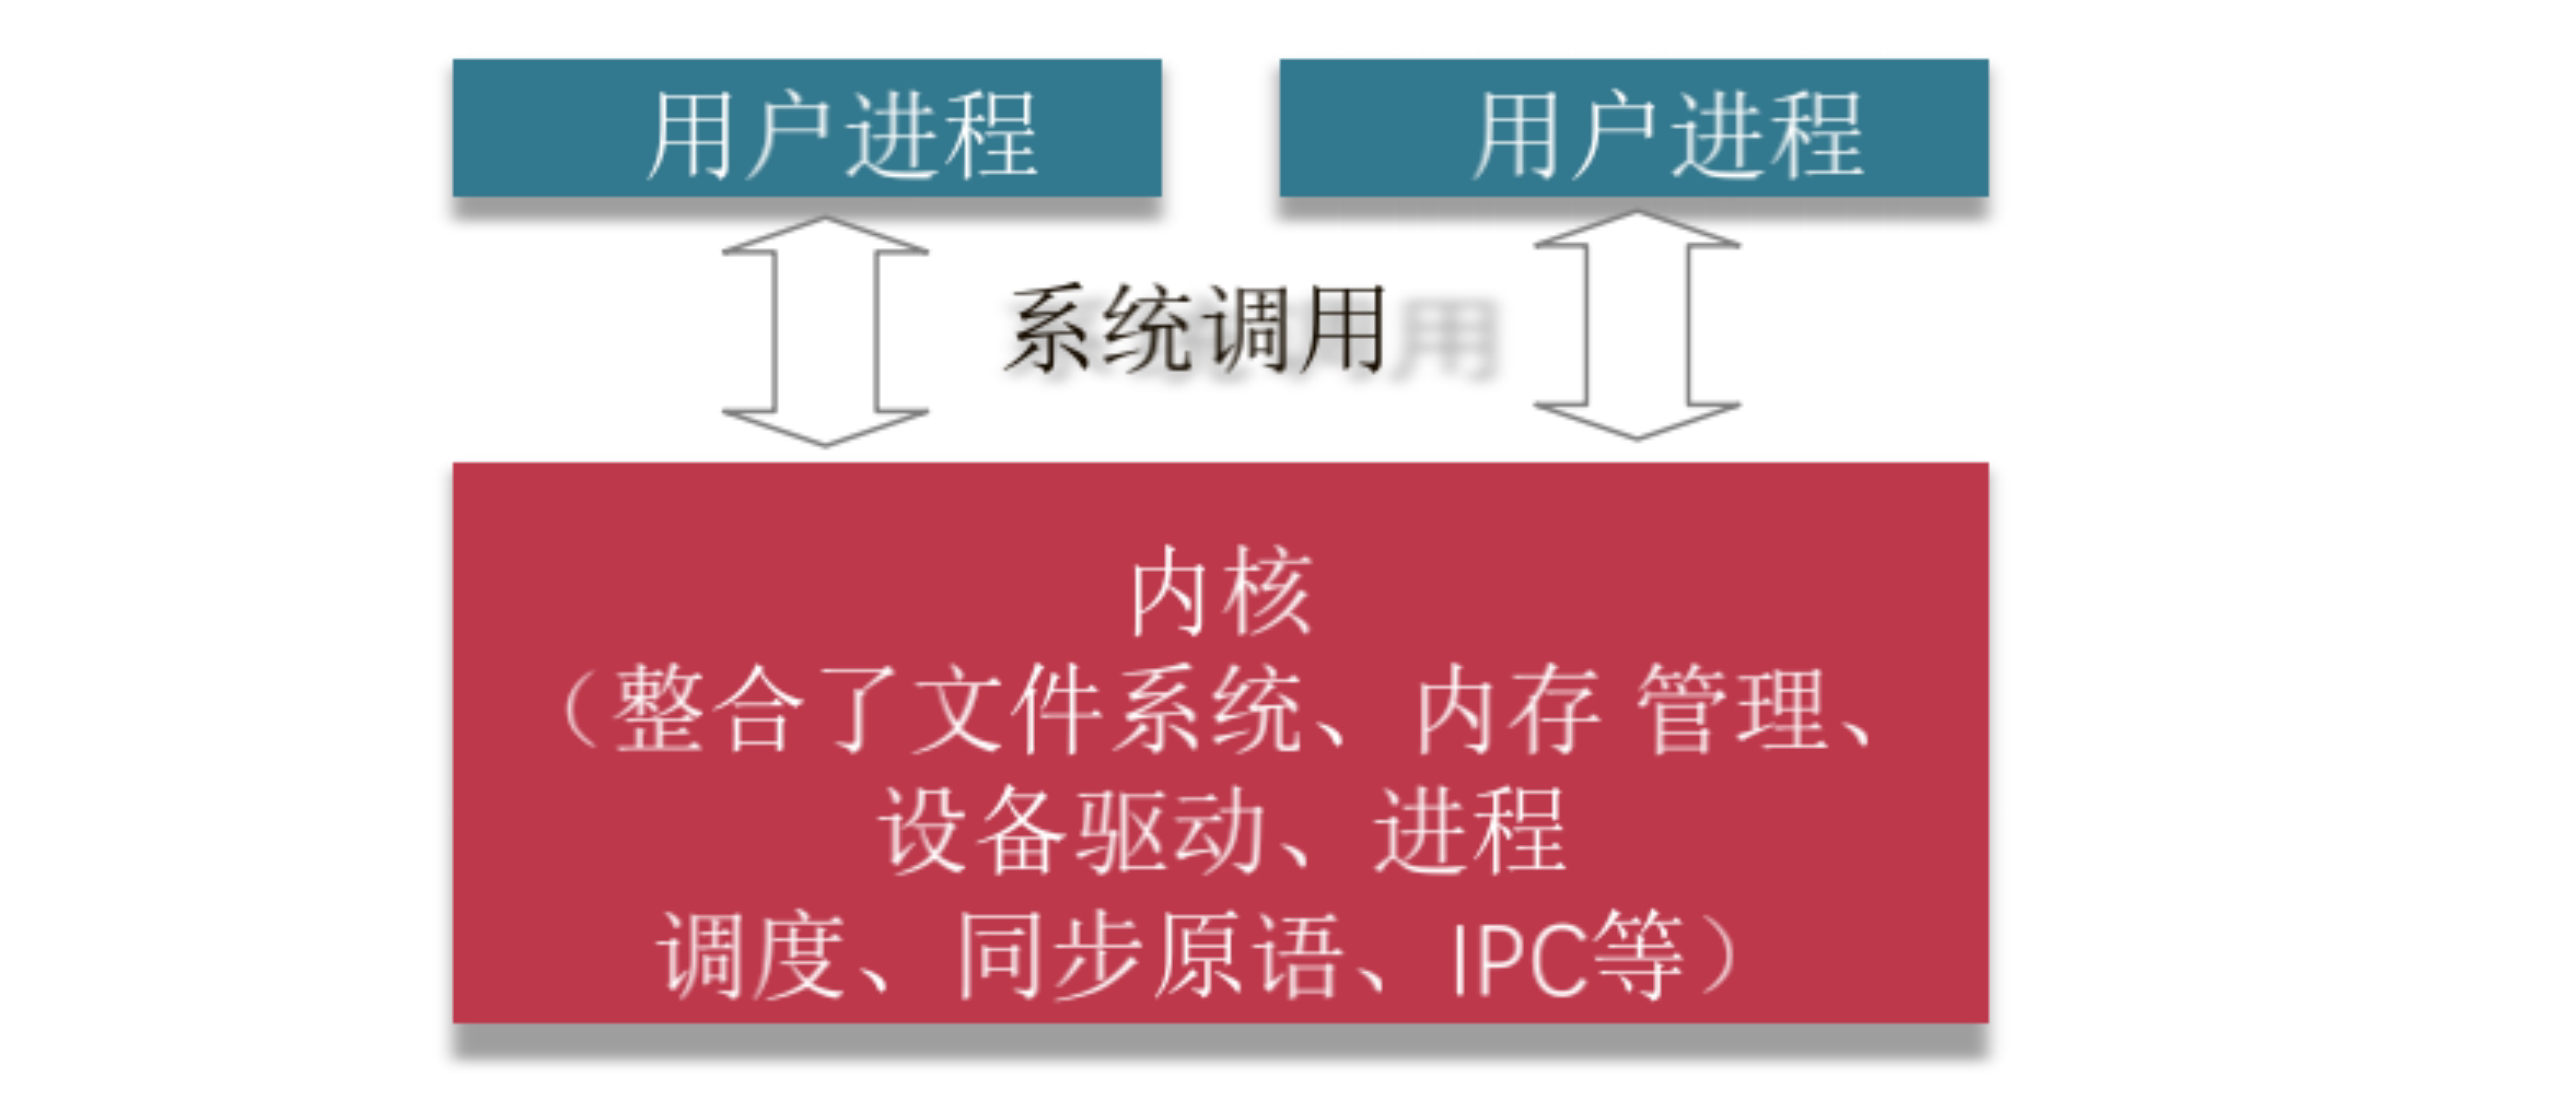 用户进程
用户进程
系统调用
内核
（整合了文件系统、内存 管理、
设备驱动、进程
调度、同步原语、IPC等）